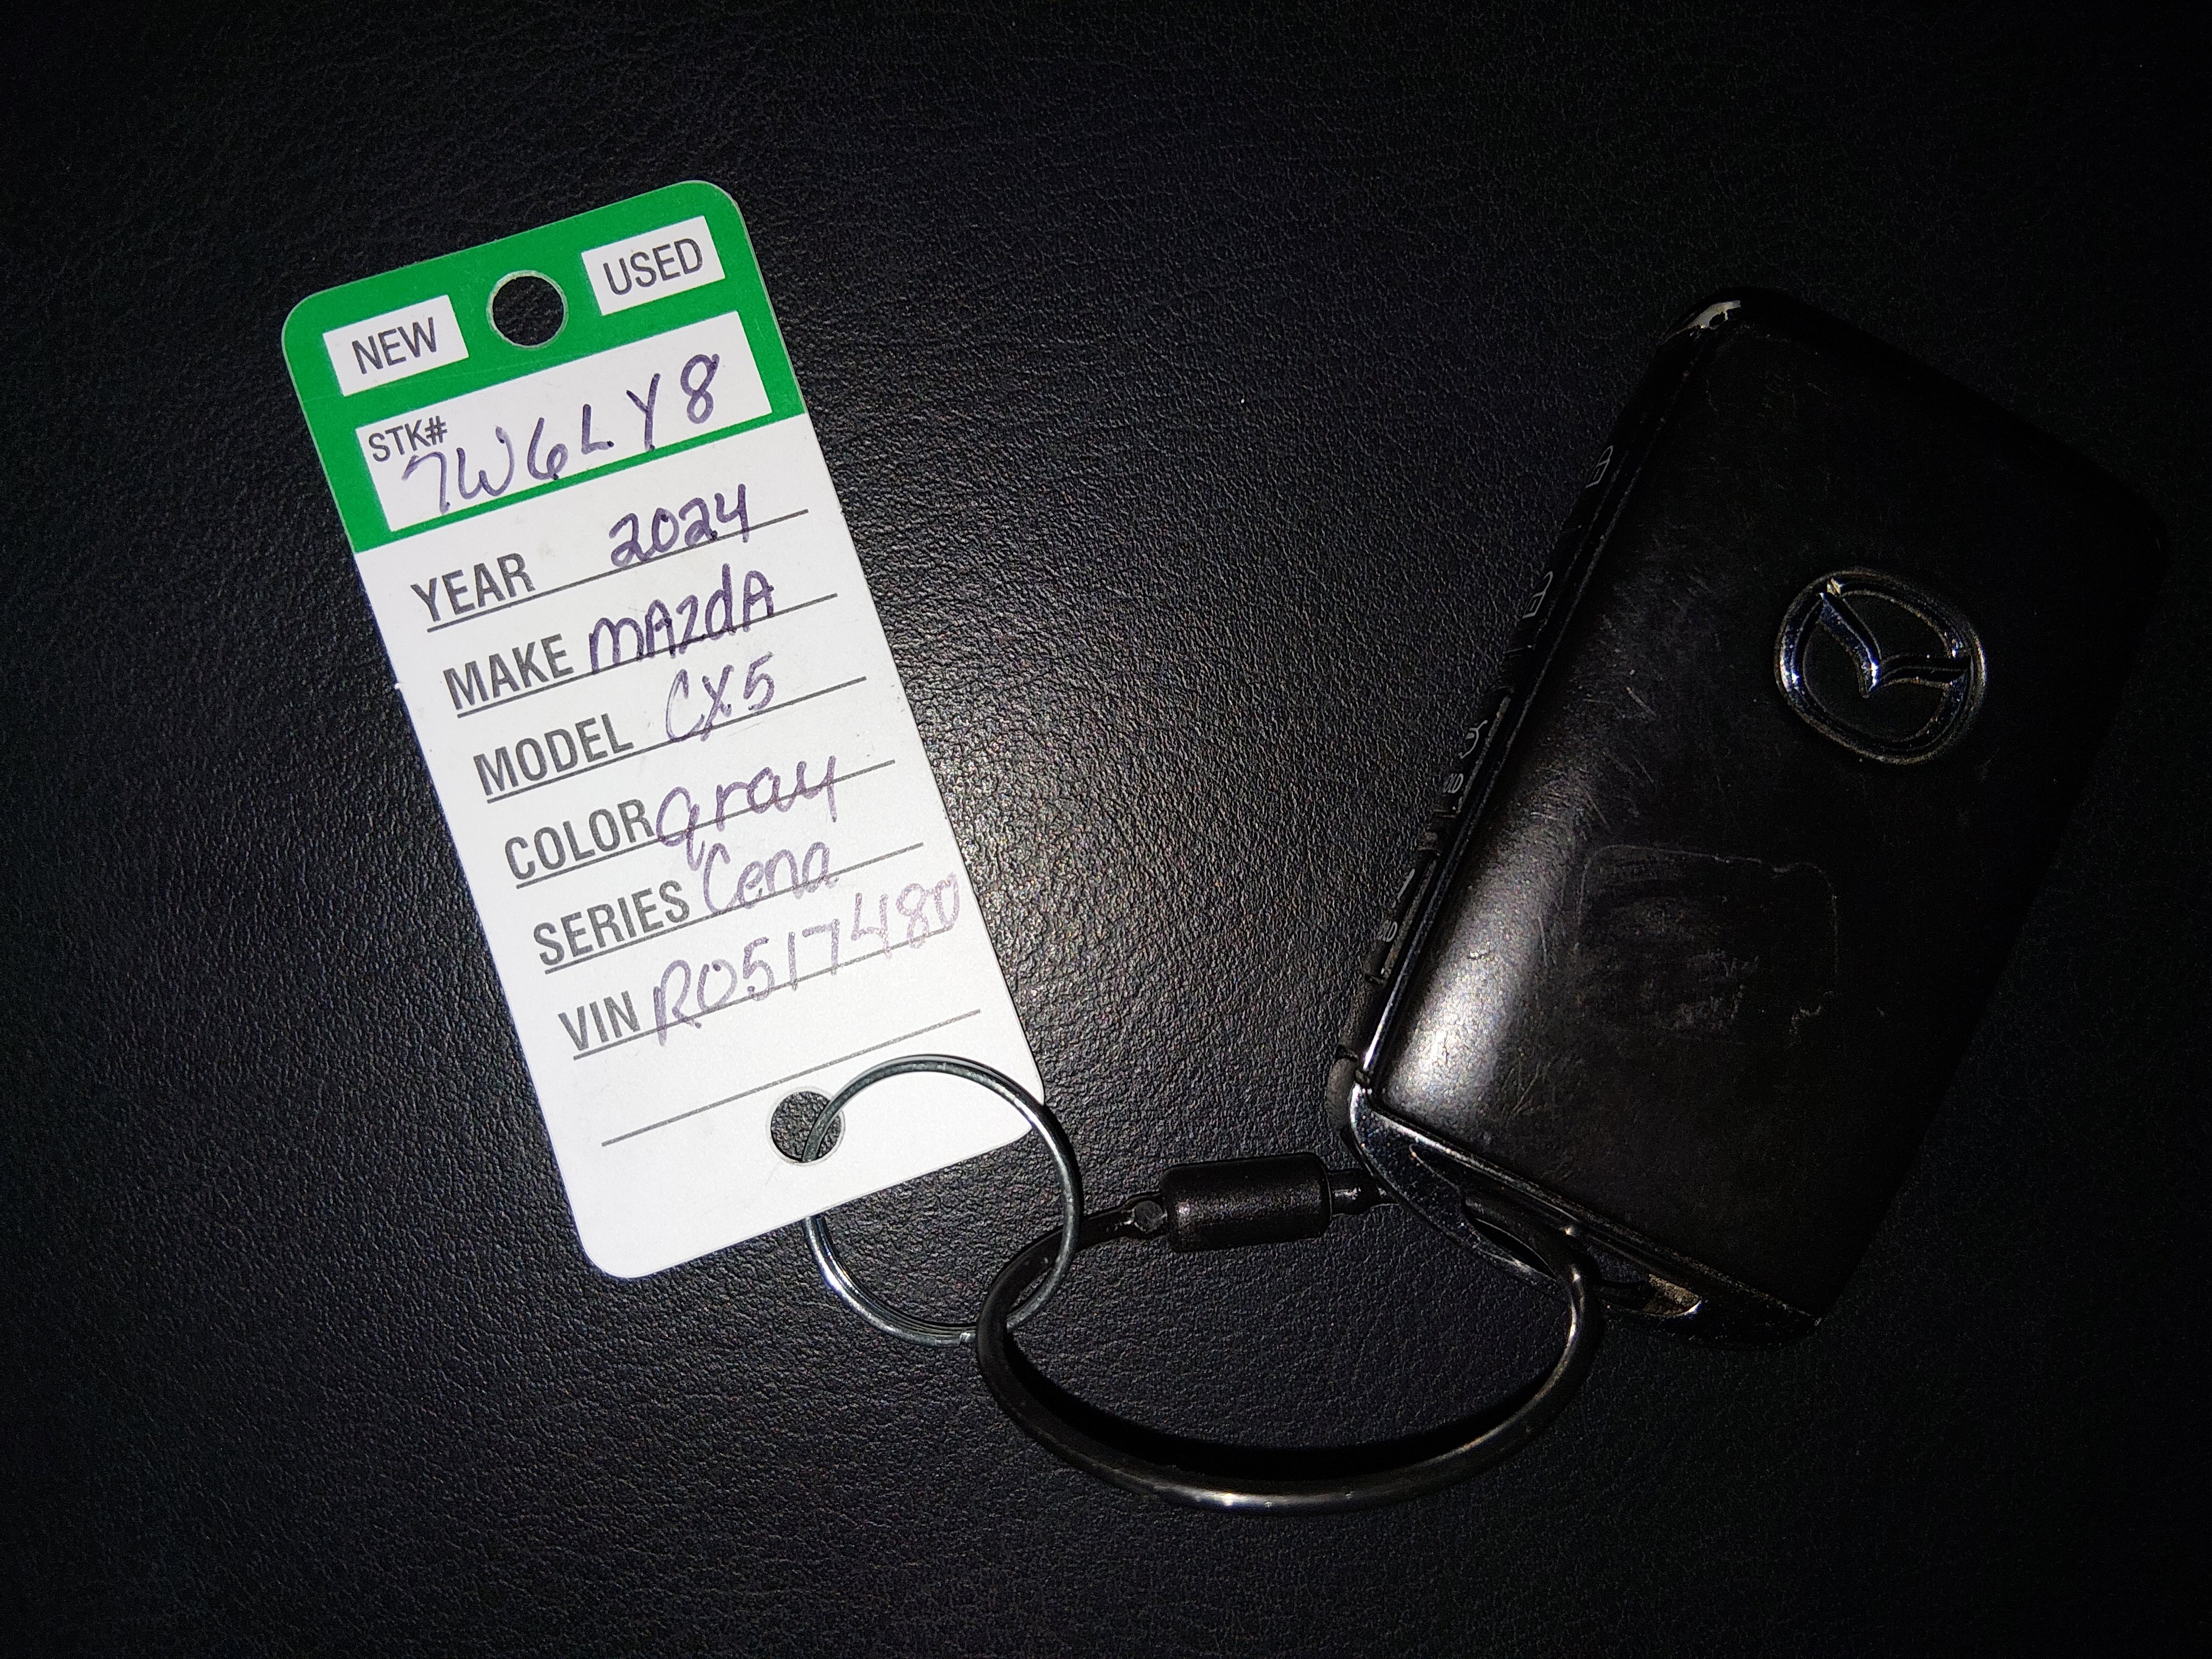 NEW USED
STK# 7W6LY8
YEAR 2024
MAKE MAzdA
MODEL CX5
COLOR gray
SERIES Cena
VIN R0517480